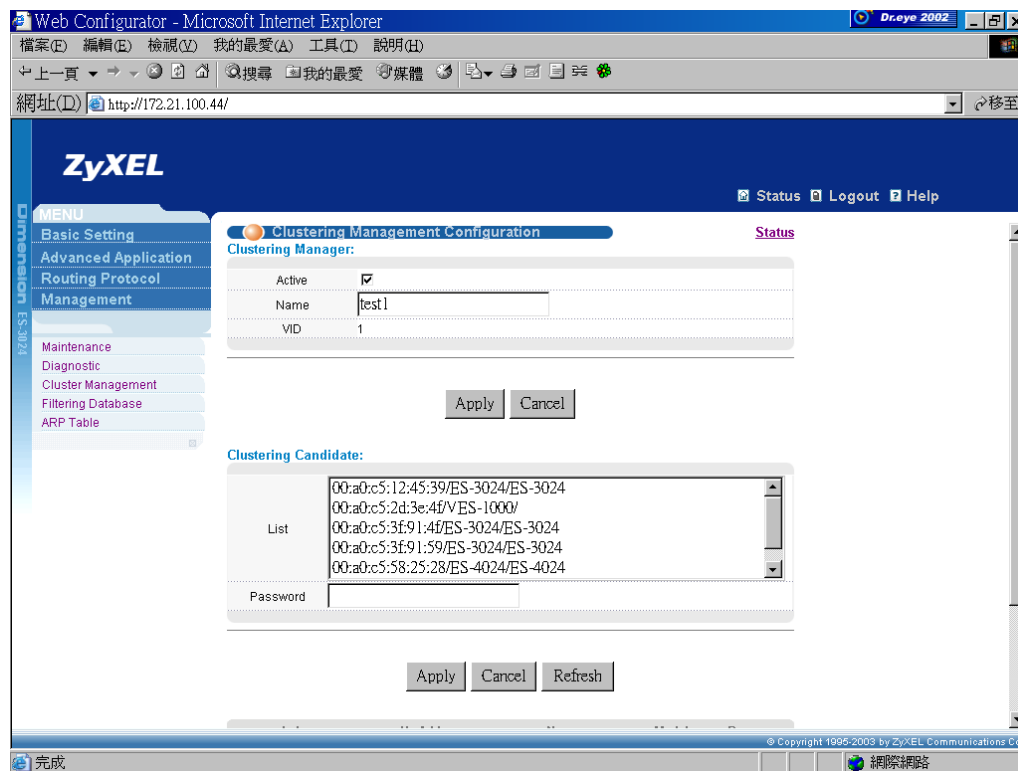 Web Configurator - Microsoft Internet Explorer
Dr.eye 2002
檔案(F) 編輯(E) 檢視(V) 我的最愛(A) 工具(T) 說明(H)
上一頁 搜尋 我的最愛 媒體
網址(D) http://172.21.100.44/ 移至
ZyXEL
Status Logout Help
Dimension ES-3024
MENU
Basic Setting
Advanced Application
Routing Protocol
Management
Maintenance
Diagnostic
Cluster Management
Filtering Database
ARP Table
Clustering Management Configuration Status
Clustering Manager:
Active
Name test1
VID 1
Apply Cancel
Clustering Candidate:
List
00:a0:c5:12:45:39/ES-3024/ES-3024
00:a0:c5:2d:3e:4f/VES-1000/
00:a0:c5:3f:91:4f/ES-3024/ES-3024
00:a0:c5:3f:91:59/ES-3024/ES-3024
00:a0:c5:58:25:28/ES-4024/ES-4024
Password
Apply Cancel Refresh
© Copyright 1995-2003 by ZyXEL Communications
完成 網際網路